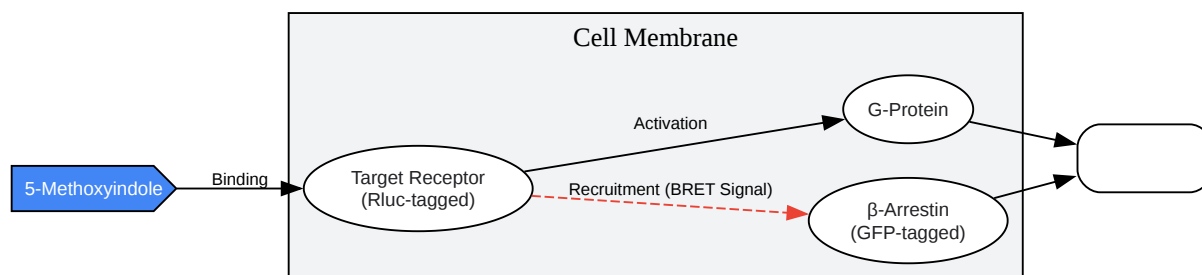 Cell Membrane
G-Protein
Activation
5-Methoxyindole
Binding
Target Receptor
(Rluc-tagged)
Recruitment (BRET Signal)
β-Arrestin
(GFP-tagged)